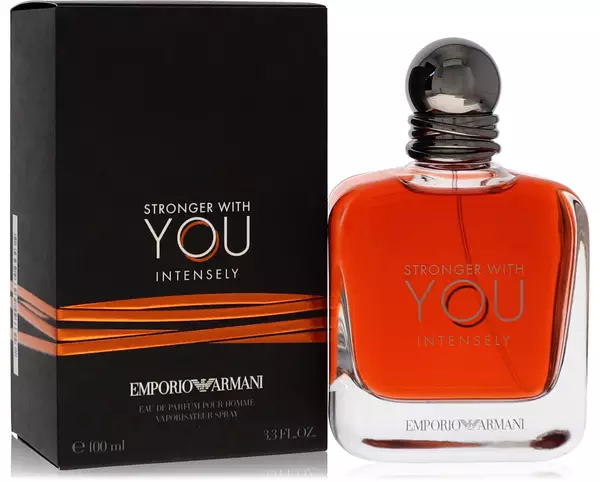 STRONGER WITH
YOU
INTENSELY
EMPORIO ARMANI
EAU DE PARFUM POUR HOMME
VAPORISATEUR SPRAY
℮ 100 ml
3.3 FL.OZ.
STRONGER WITH
YOU
INTENSELY
EMPORIO ARMANI